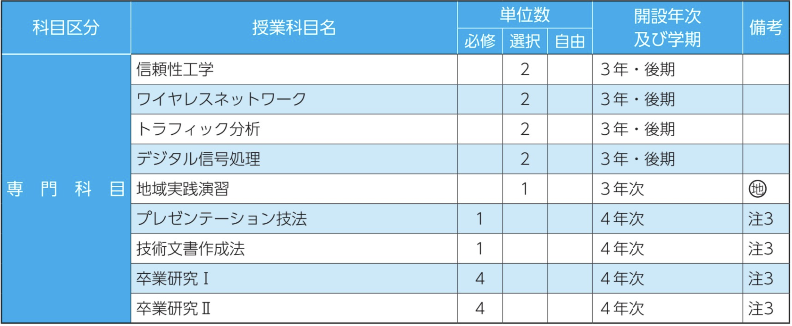 科目区分 授業科目名 単位数 開設年次及び学期 備考
必修 選択 自由
専門科目
信頼性工学 2 3年・後期
ワイヤレスネットワーク 2 3年・後期
トラフィック分析 2 3年・後期
デジタル信号処理 2 3年・後期
地域実践演習 1 3年次 ㊞地
プレゼンテーション技法 1 4年次 注3
技術文書作成法 1 4年次 注3
卒業研究Ⅰ 4 4年次 注3
卒業研究Ⅱ 4 4年次 注3